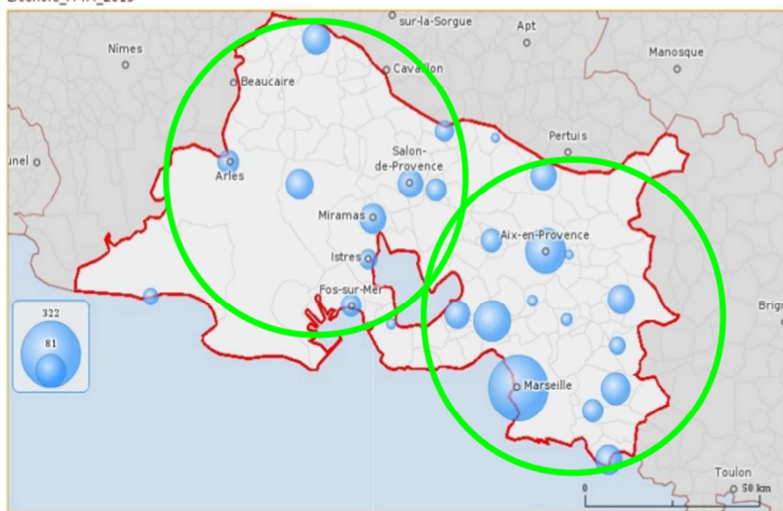 sur-la-Sorgue
Apt
Nîmes
Manosque
Cavaillon
Beaucaire
Pertuis
unel
Salon-
de-Provence
Arles
Miramas
Aix-en-Provence
Istres
Fos-sur-Mer
Brig
322
81
Marseille
Toulon
0 50 km